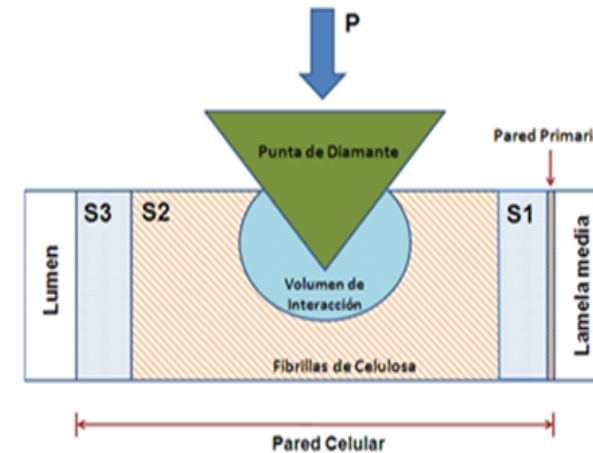 P
Punta de Diamante
Pared Primari
S3
S2
S1
Lumen
Volumen de
Interacción
Lamela media
Fibrillas de Celulosa
Pared Celular